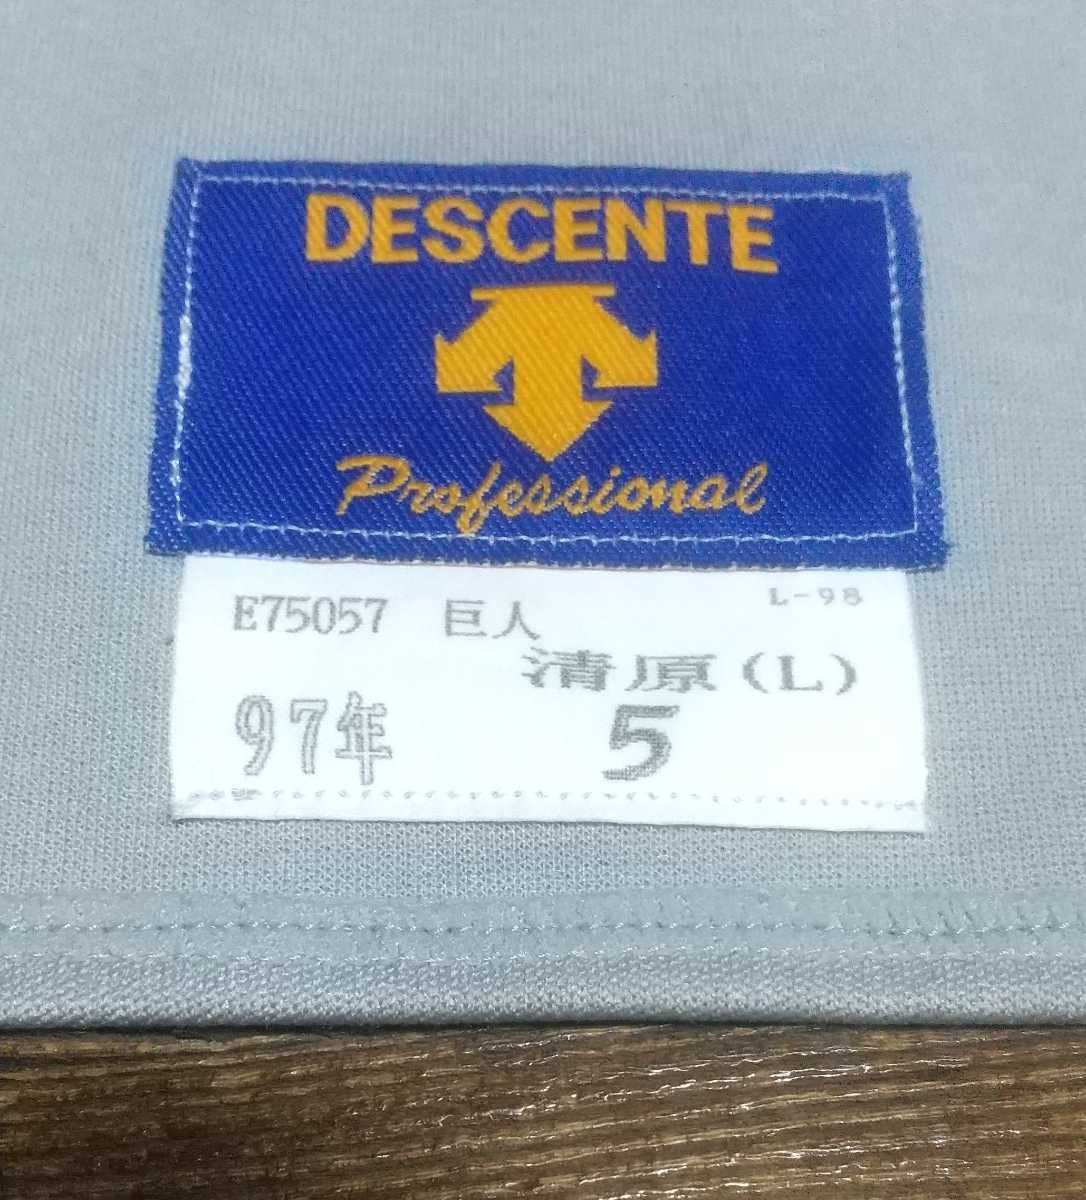 DESCENTE
Professional
L-98
E75057 巨人
清原(L)
97年 5